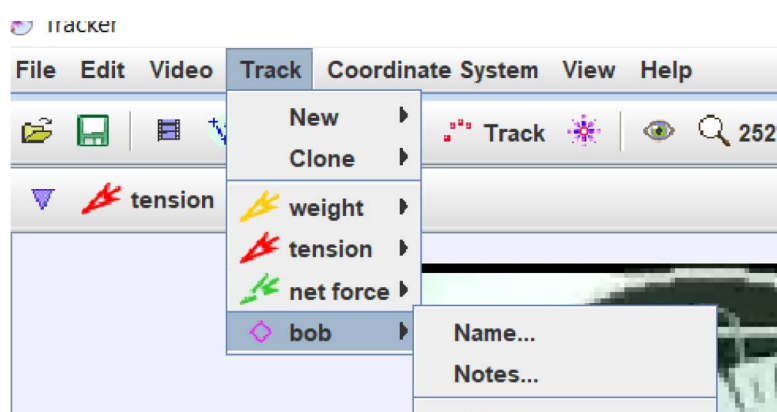 Tracker
File Edit Video Track Coordinate System View Help
New
Track
252
Clone
tension
weight
tension
net force
bob
Name...
Notes...